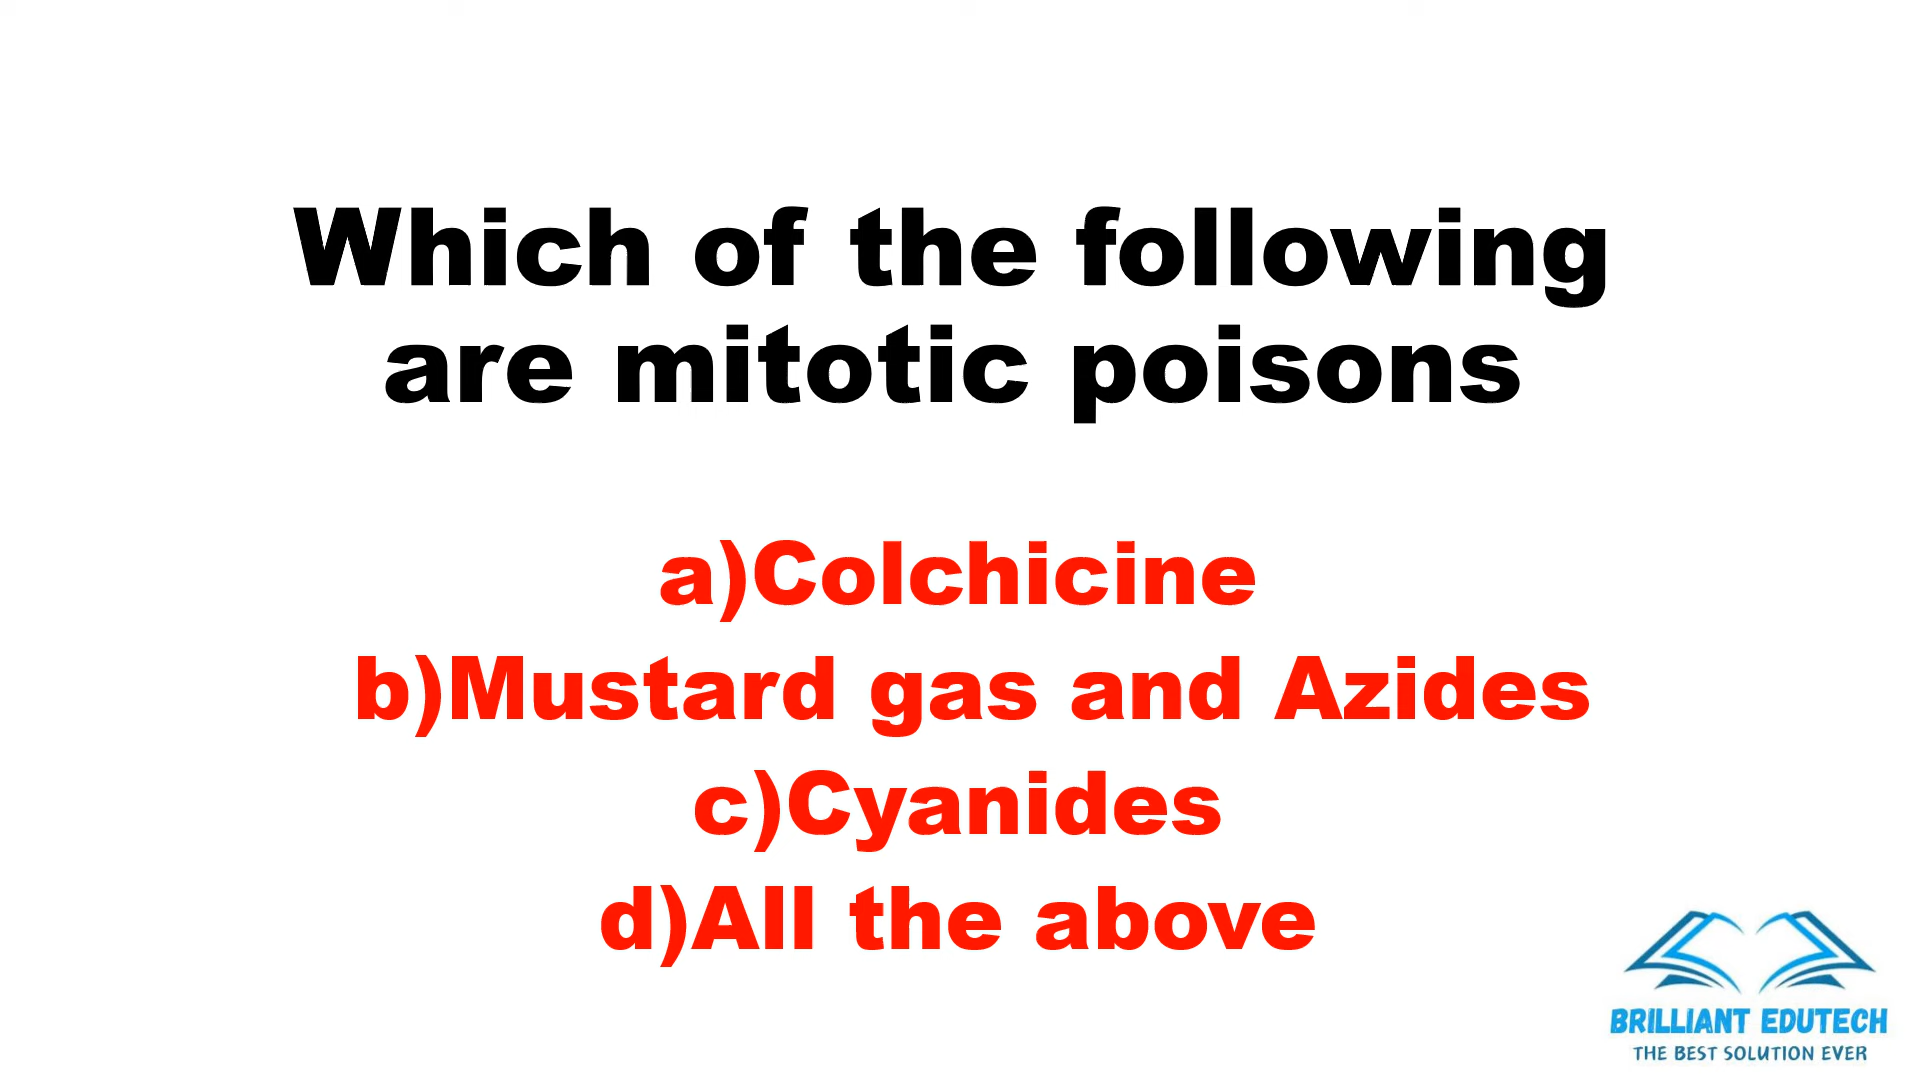 Which of the following
are mitotic poisons
a)Colchicine
b)Mustard gas and Azides
c)Cyanides
d)All the above
BRILLIANT EDUTECH
THE BEST SOLUTION EVER